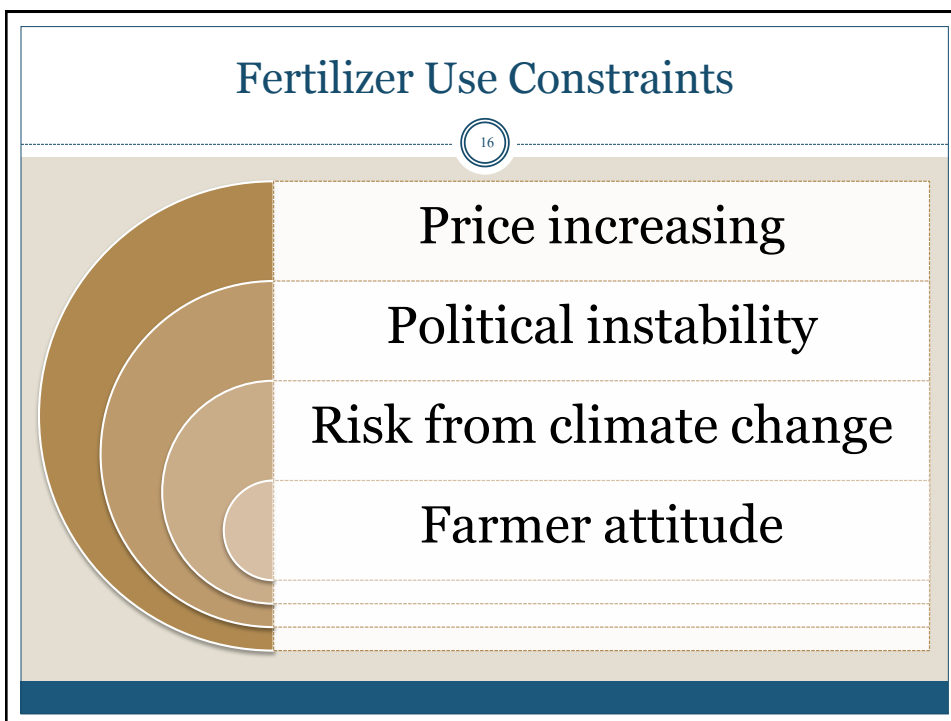 Fertilizer Use Constraints
16
Price increasing
Political instability
Risk from climate change
Farmer attitude